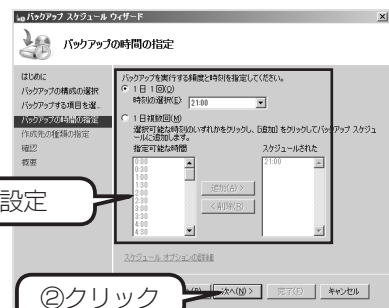 バックアップ スケジュール ウィザード
バックアップの時間の指定
はじめに
バックアップの構成の選択
バックアップする項目を選...
バックアップの時間の指定
作成先の種類の指定
確認
概要
バックアップを実行する頻度と時刻を指定してください。
1 日 1 回(O)
時刻の選択(E): 21:00
1 日複数回(M)
選択可能な時刻のいずれかをクリックし、[追加] をクリックしてバックアップ スケジュ
ールに追加します。
指定可能な時間
スケジュールされた
0:00
0:30
1:00
1:30
2:00
2:30
3:00
3:30
4:00
4:30
21:00
追加(A) >
< 削除(R)
スケジュール オプションの詳細
設定
②クリック
(P)
次へ(N) >
完了(F)
キャンセル